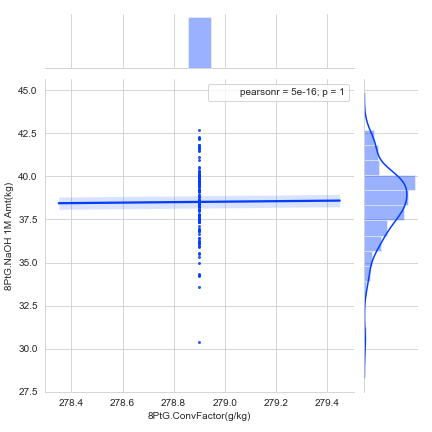 pearsonr = 5e-16; p = 1
45.0
42.5
40.0
37.5
35.0
32.5
30.0
27.5
8PtG.NaOH 1M Amt(kg)
278.4 278.6 278.8 279.0 279.2 279.4
8PtG.ConvFactor(g/kg)